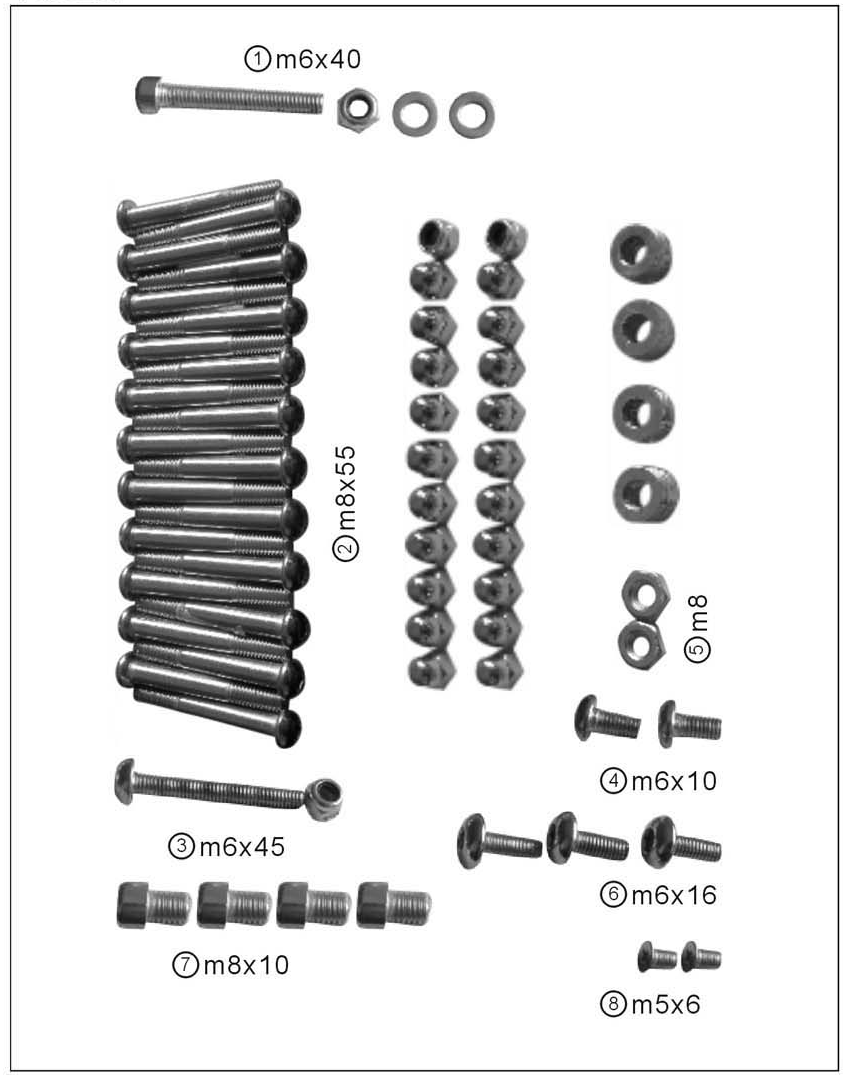 ①m6x40
②m8x55
⑤m8
④m6x10
③m6x45
⑥m6x16
⑦m8x10
⑧m5x6